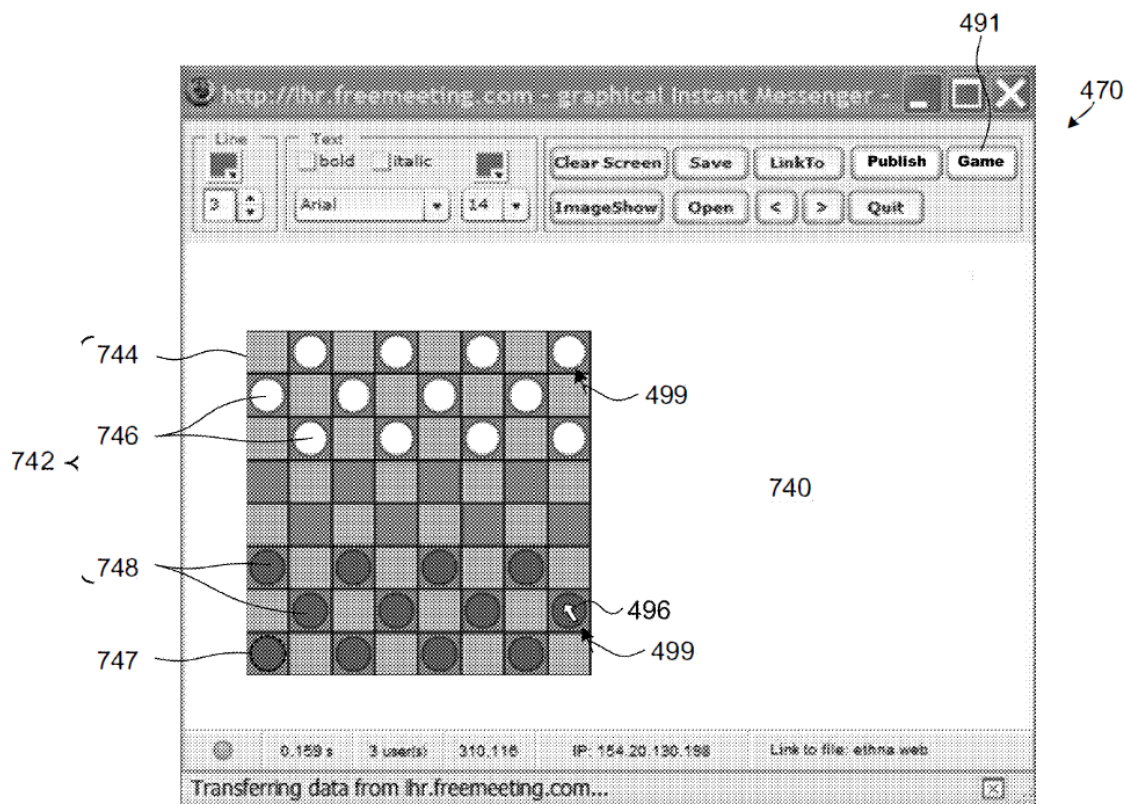 491
470
http://lhr.freemeeting.com - graphical Instant Messenger -
Line
Text
bold
italic
Clear Screen
Save
LinkTo
Publish
Game
3
Arial
14
ImageShow
Open
<
>
Quit
744
499
746
742
740
748
496
499
747
0.159 s
3 user(s)
310,116
IP: 154.20.130.198
Link to file: ethna web
Transferring data from lhr.freemeeting.com...